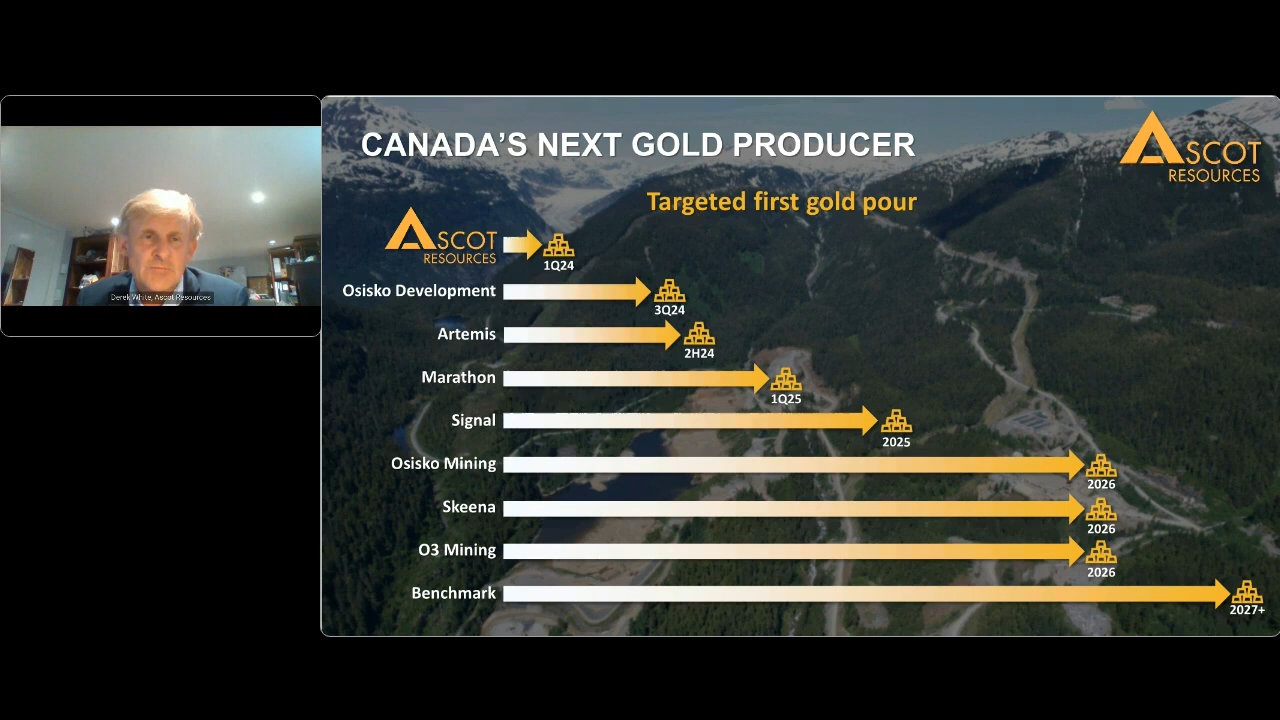 CANADA'S NEXT GOLD PRODUCER
ASCOT
RESOURCES
Targeted first gold pour
ASCOT
RESOURCES
1Q24
Osisko Development
3Q24
Artemis
2H24
Marathon
1Q25
Signal
2025
Osisko Mining
2026
Skeena
2026
O3 Mining
2026
Benchmark
2027+
Derek White, Ascot Resources